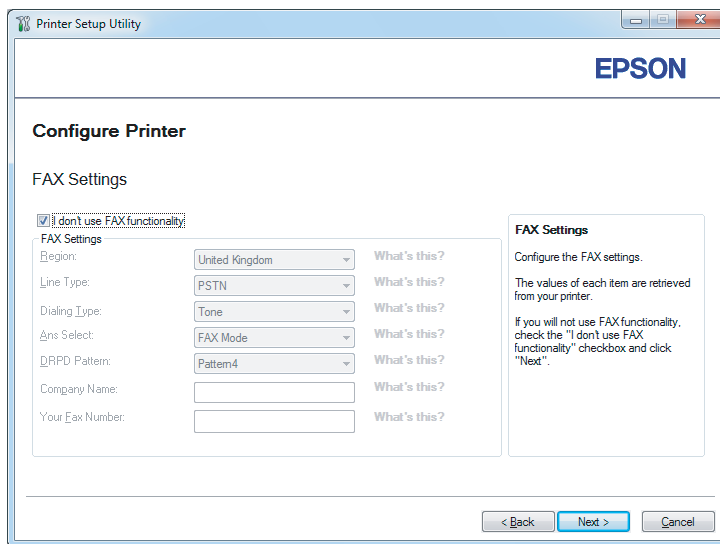 Printer Setup Utility
EPSON
Configure Printer
FAX Settings
I don't use FAX functionality
FAX Settings
Region: United Kingdom What's this?
Line Type: PSTN What's this?
Dialing Type: Tone What's this?
Ans Select: FAX Mode What's this?
DRPD Pattern: Pattern4 What's this?
Company Name: What's this?
Your Fax Number: What's this?
FAX Settings
Configure the FAX settings.
The values of each item are retrieved
from your printer.
If you will not use FAX functionality,
check the "I don't use FAX
functionality" checkbox and click
"Next".
< Back Next > Cancel